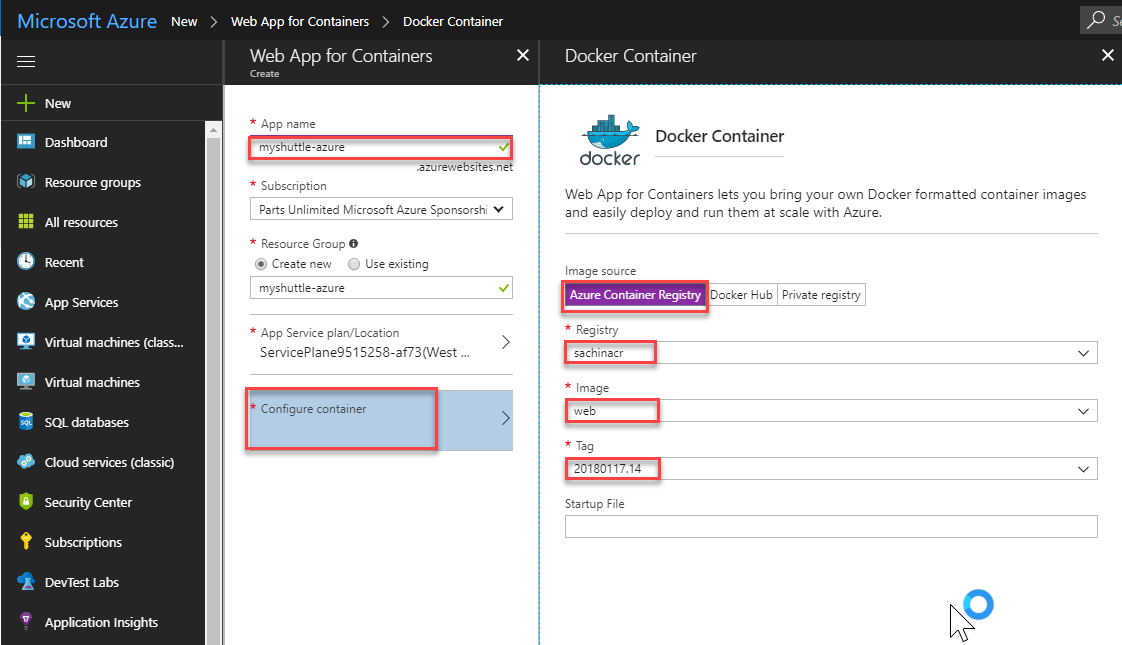 Microsoft Azure New > Web App for Containers > Docker Container
Se
New
Dashboard
Resource groups
All resources
Recent
App Services
Virtual machines (class...
Virtual machines
SQL databases
Cloud services (classic)
Security Center
Subscriptions
DevTest Labs
Application Insights
Web App for Containers
Create
* App name
myshuttle-azure
.azurewebsites.net
* Subscription
Parts Unlimited Microsoft Azure Sponsorshi
* Resource Group
Create new Use existing
myshuttle-azure
* App Service plan/Location
ServicePlane9515258-af73(West ...
* Configure container
Docker Container
docker
Docker Container
Web App for Containers lets you bring your own Docker formatted container images
and easily deploy and run them at scale with Azure.
Image source
Azure Container Registry Docker Hub Private registry
* Registry
sachinacr
* Image
web
* Tag
20180117.14
Startup File